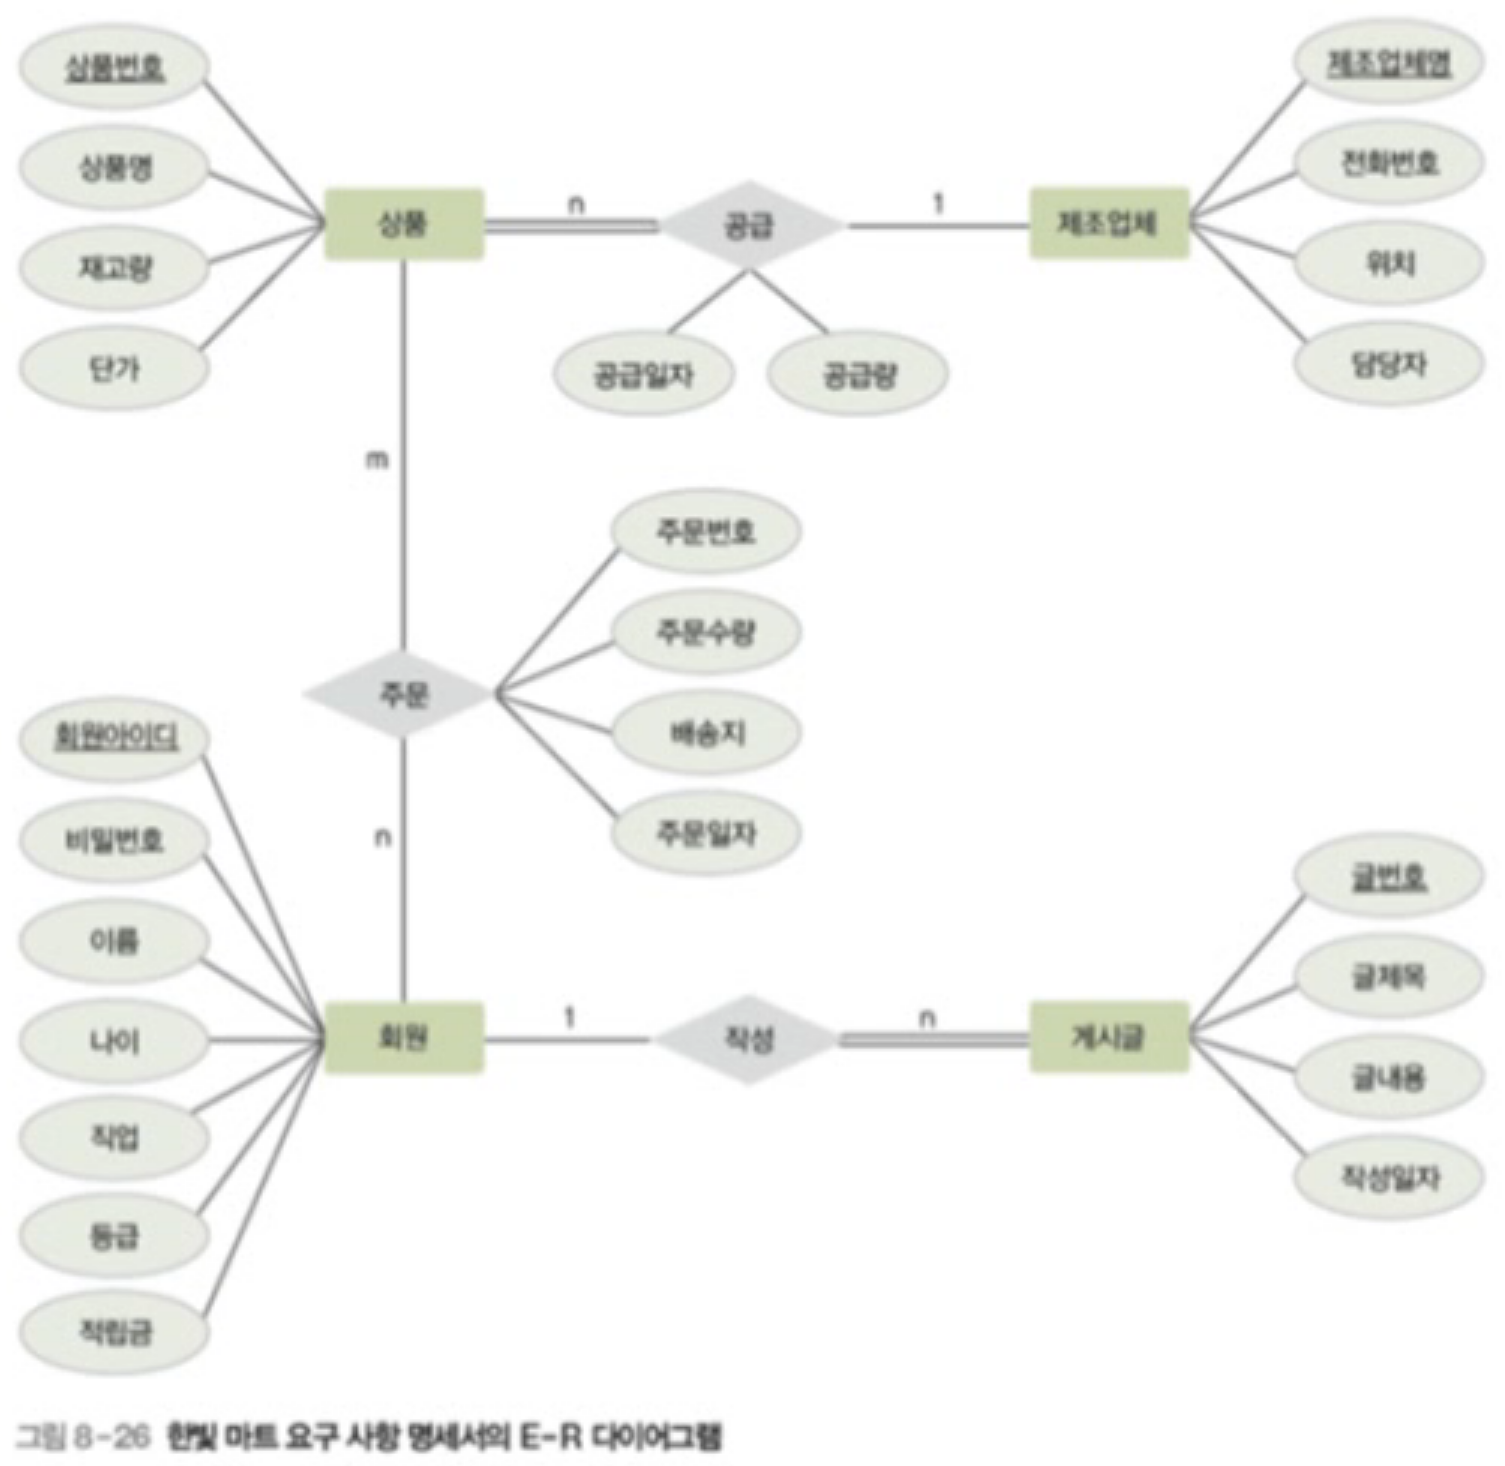 상품번호
상품명
재고량
단가
상품
n
공급
1
제조업체
공급일자
공급량
제조업체명
전화번호
위치
담당자
m
주문
주문번호
주문수량
배송지
주문일자
n
회원아이디
비밀번호
이름
나이
직업
등급
적립금
회원
1
작성
n
게시글
글번호
글제목
글내용
작성일자
그림 8-26 한빛 마트 요구 사항 명세서의 E-R 다이어그램